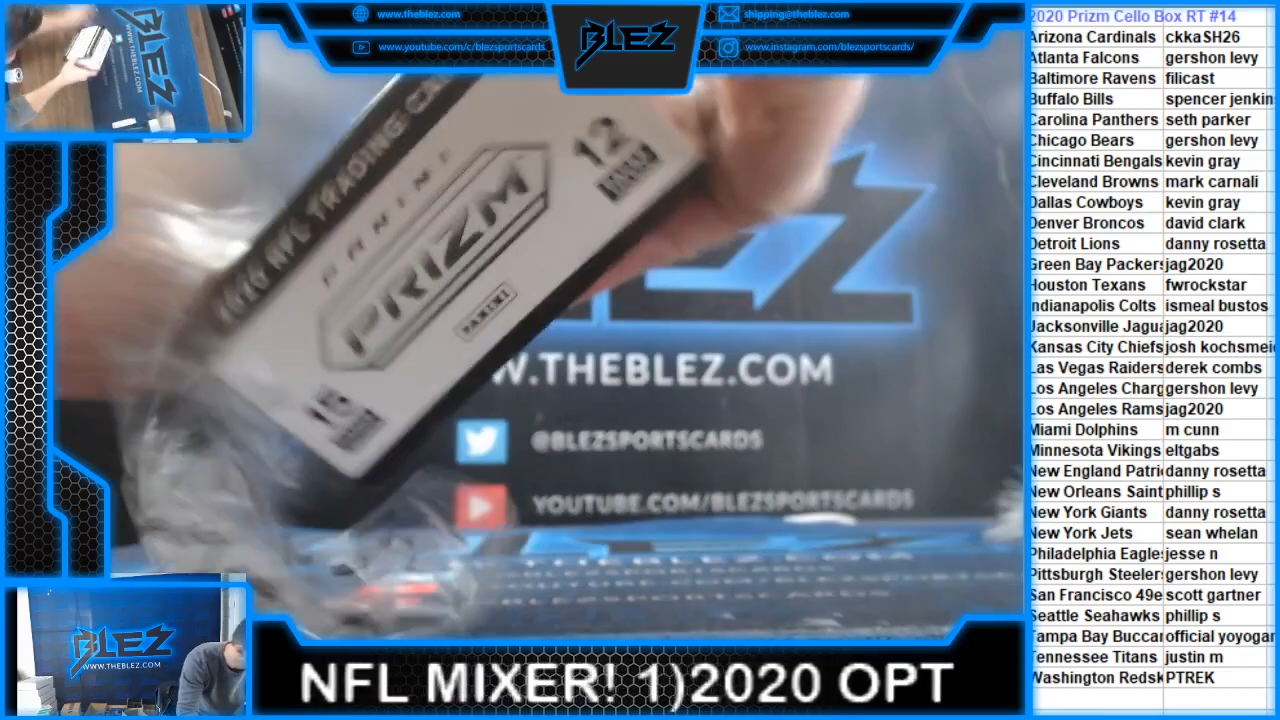 www.theblez.com
shipping@theblez.com
www.youtube.com/c/blezsportscards
www.instagram.com/blezsportscards/
BLEZ
BLEZ
WWW.THEBLEZ.COM
2020 NFL TRADING CA
PANINI
PRIZM
PANINI
12
15
W.THEBLEZ.COM
@BLEZSPORTSCARDS
YOUTUBE.COM/BLEZSPORTSCARDS
BLEZ
WWW.THEBLEZ.COM
NFL MIXER! 1)2020 OPT
2020 Prizm Cello Box RT #14
Arizona Cardinals ckkaSH26
Atlanta Falcons gershon levy
Baltimore Ravens filicast
Buffalo Bills spencer jenkin
Carolina Panthers seth parker
Chicago Bears gershon levy
Cincinnati Bengals kevin gray
Cleveland Browns mark carnali
Dallas Cowboys kevin gray
Denver Broncos david clark
Detroit Lions danny rosetta
Green Bay Packers jag2020
Houston Texans fwrockstar
Indianapolis Colts ismeal bustos
Jacksonville Jagua jag2020
Kansas City Chiefs josh kochsmei
Las Vegas Raiders derek combs
Los Angeles Charg gershon levy
Los Angeles Rams jag2020
Miami Dolphins m cunn
Minnesota Vikings eltgabs
New England Patri danny rosetta
New Orleans Saint phillip s
New York Giants danny rosetta
New York Jets sean whelan
Philadelphia Eagle jesse n
Pittsburgh Steelers gershon levy
San Francisco 49e scott gartner
Seattle Seahawks phillip s
Tampa Bay Buccar official yoyogar
Tennessee Titans justin m
Washington Redsk PTREK